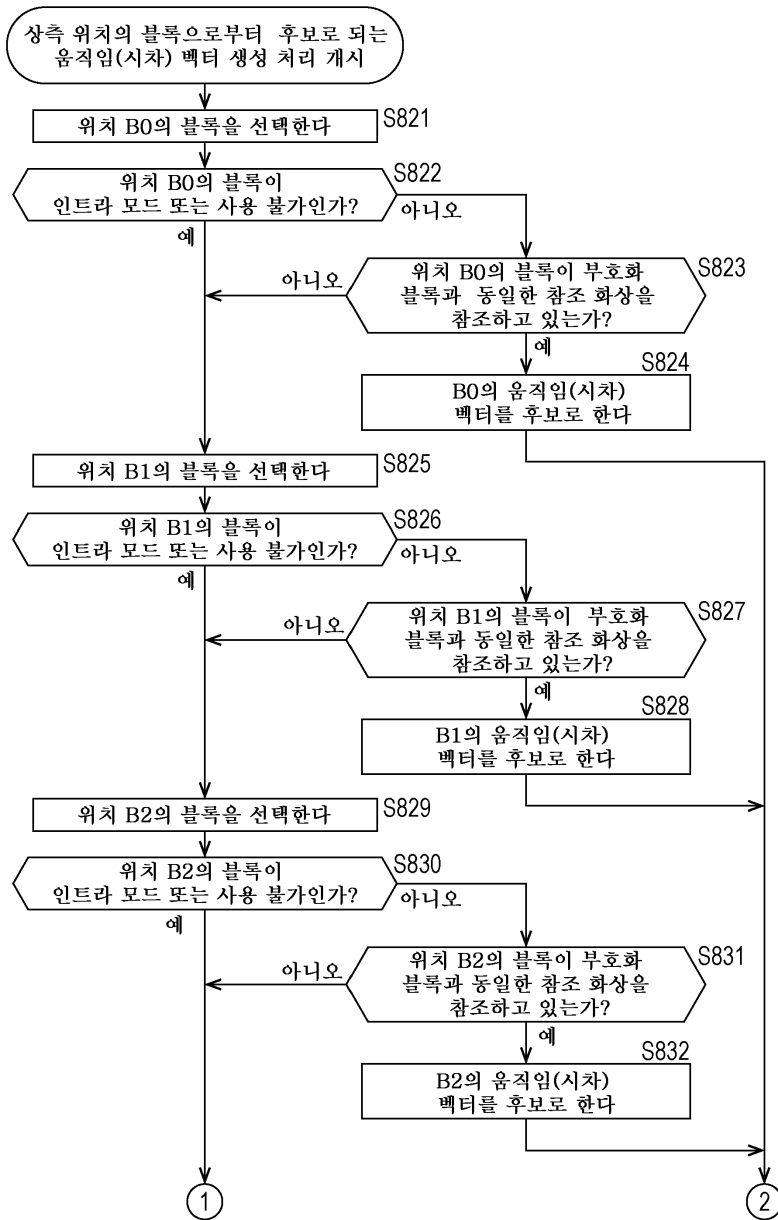 상측 위치의 블록으로부터 후보로 되는
움직임(시차) 벡터 생성 처리 개시
위치 B0의 블록을 선택한다
S821
위치 B0의 블록이
인트라 모드 또는 사용 불가인가?
S822
아니오
예
위치 B0의 블록이 부호화
블록과 동일한 참조 화상을
참조하고 있는가?
S823
아니오
예
B0의 움직임(시차)
벡터를 후보로 한다
S824
위치 B1의 블록을 선택한다
S825
위치 B1의 블록이
인트라 모드 또는 사용 불가인가?
S826
아니오
예
위치 B1의 블록이 부호화
블록과 동일한 참조 화상을
참조하고 있는가?
S827
아니오
예
B1의 움직임(시차)
벡터를 후보로 한다
S828
위치 B2의 블록을 선택한다
S829
위치 B2의 블록이
인트라 모드 또는 사용 불가인가?
S830
아니오
예
위치 B2의 블록이 부호화
블록과 동일한 참조 화상을
참조하고 있는가?
S831
아니오
예
B2의 움직임(시차)
벡터를 후보로 한다
S832
1
2